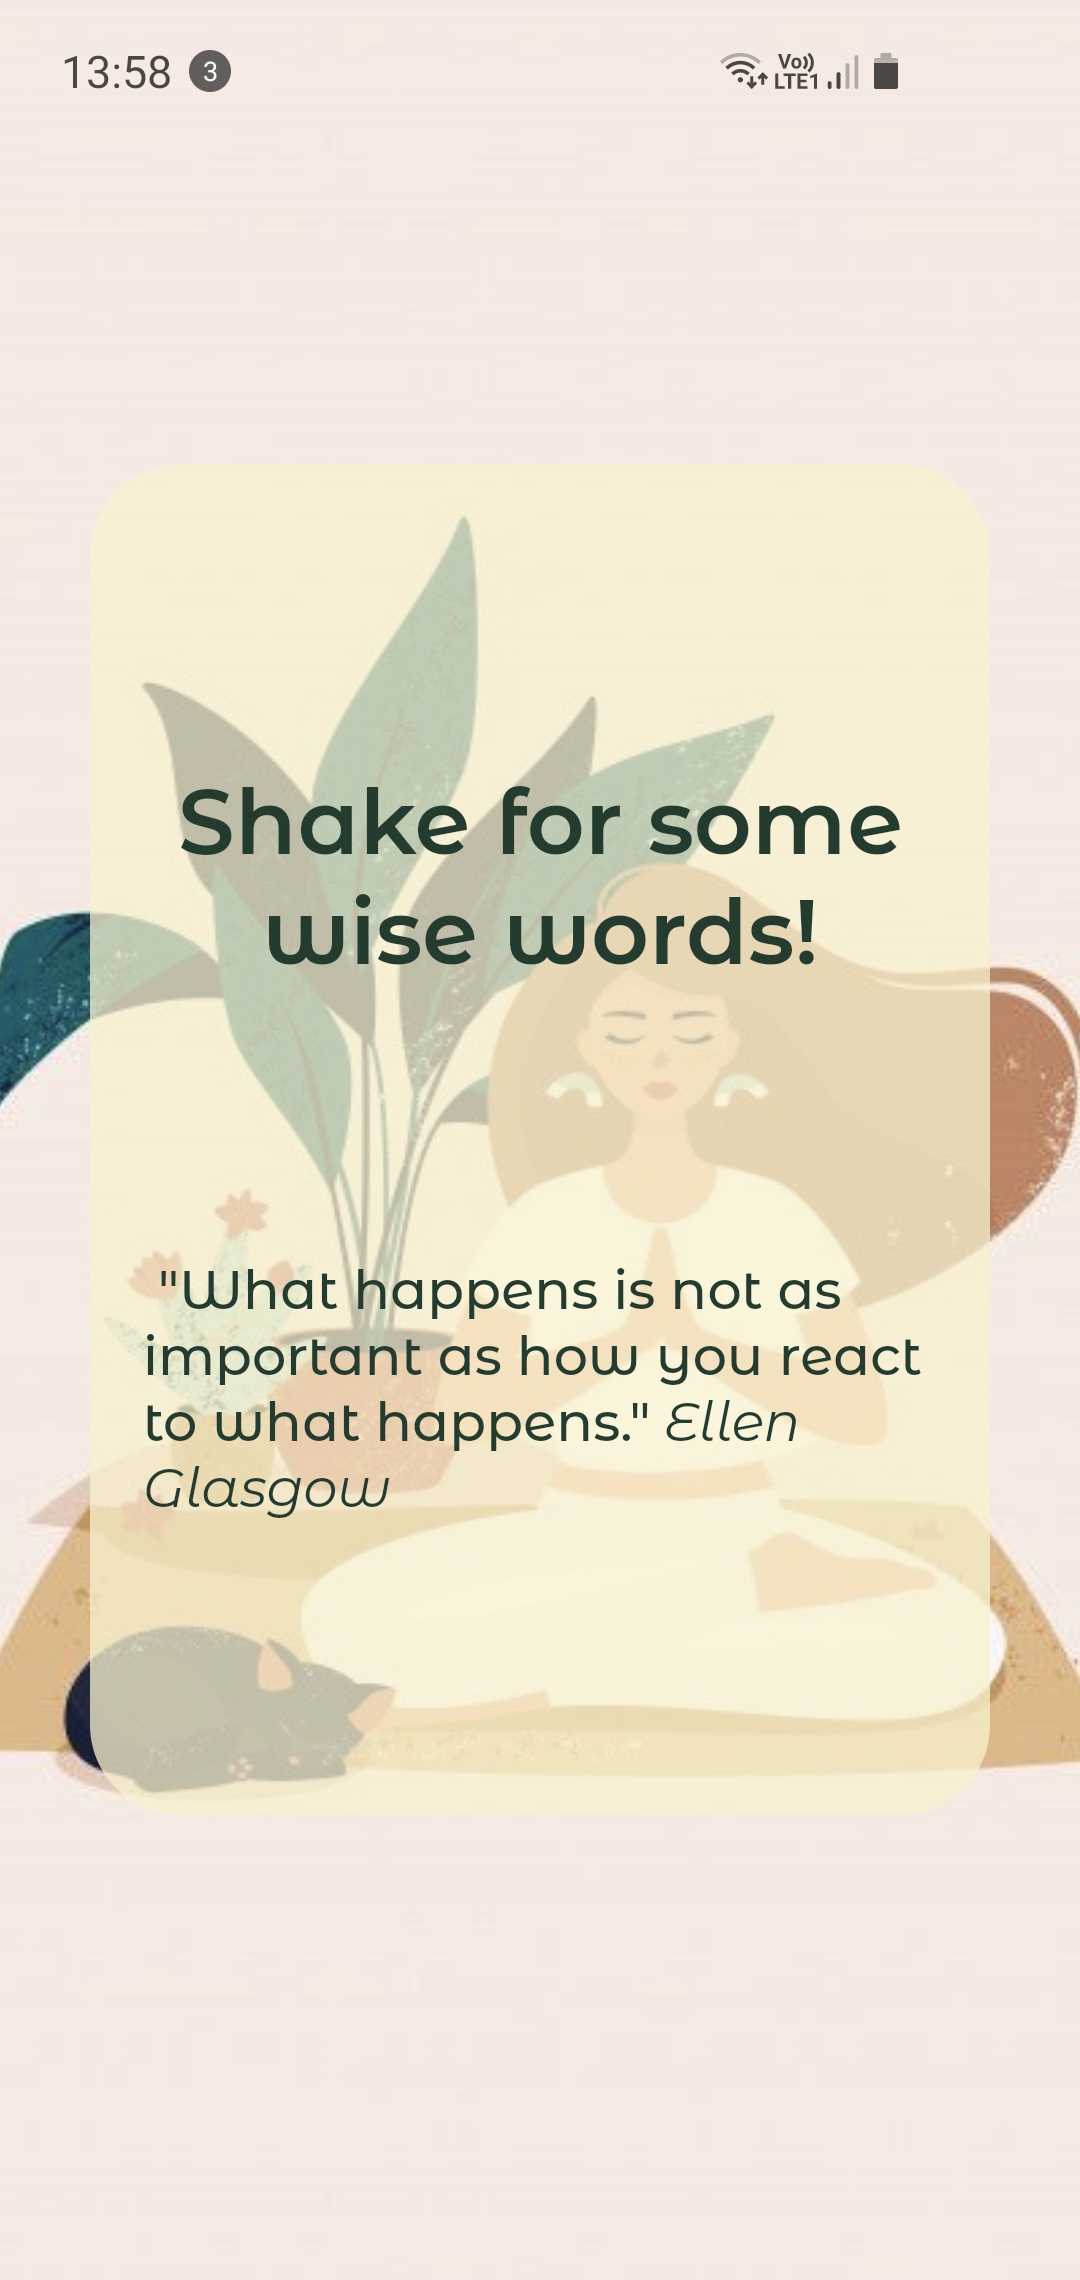 13:58 3 Vo)) LTE1
Shake for some
wise words!
"What happens is not as
important as how you react
to what happens." Ellen
Glasgow